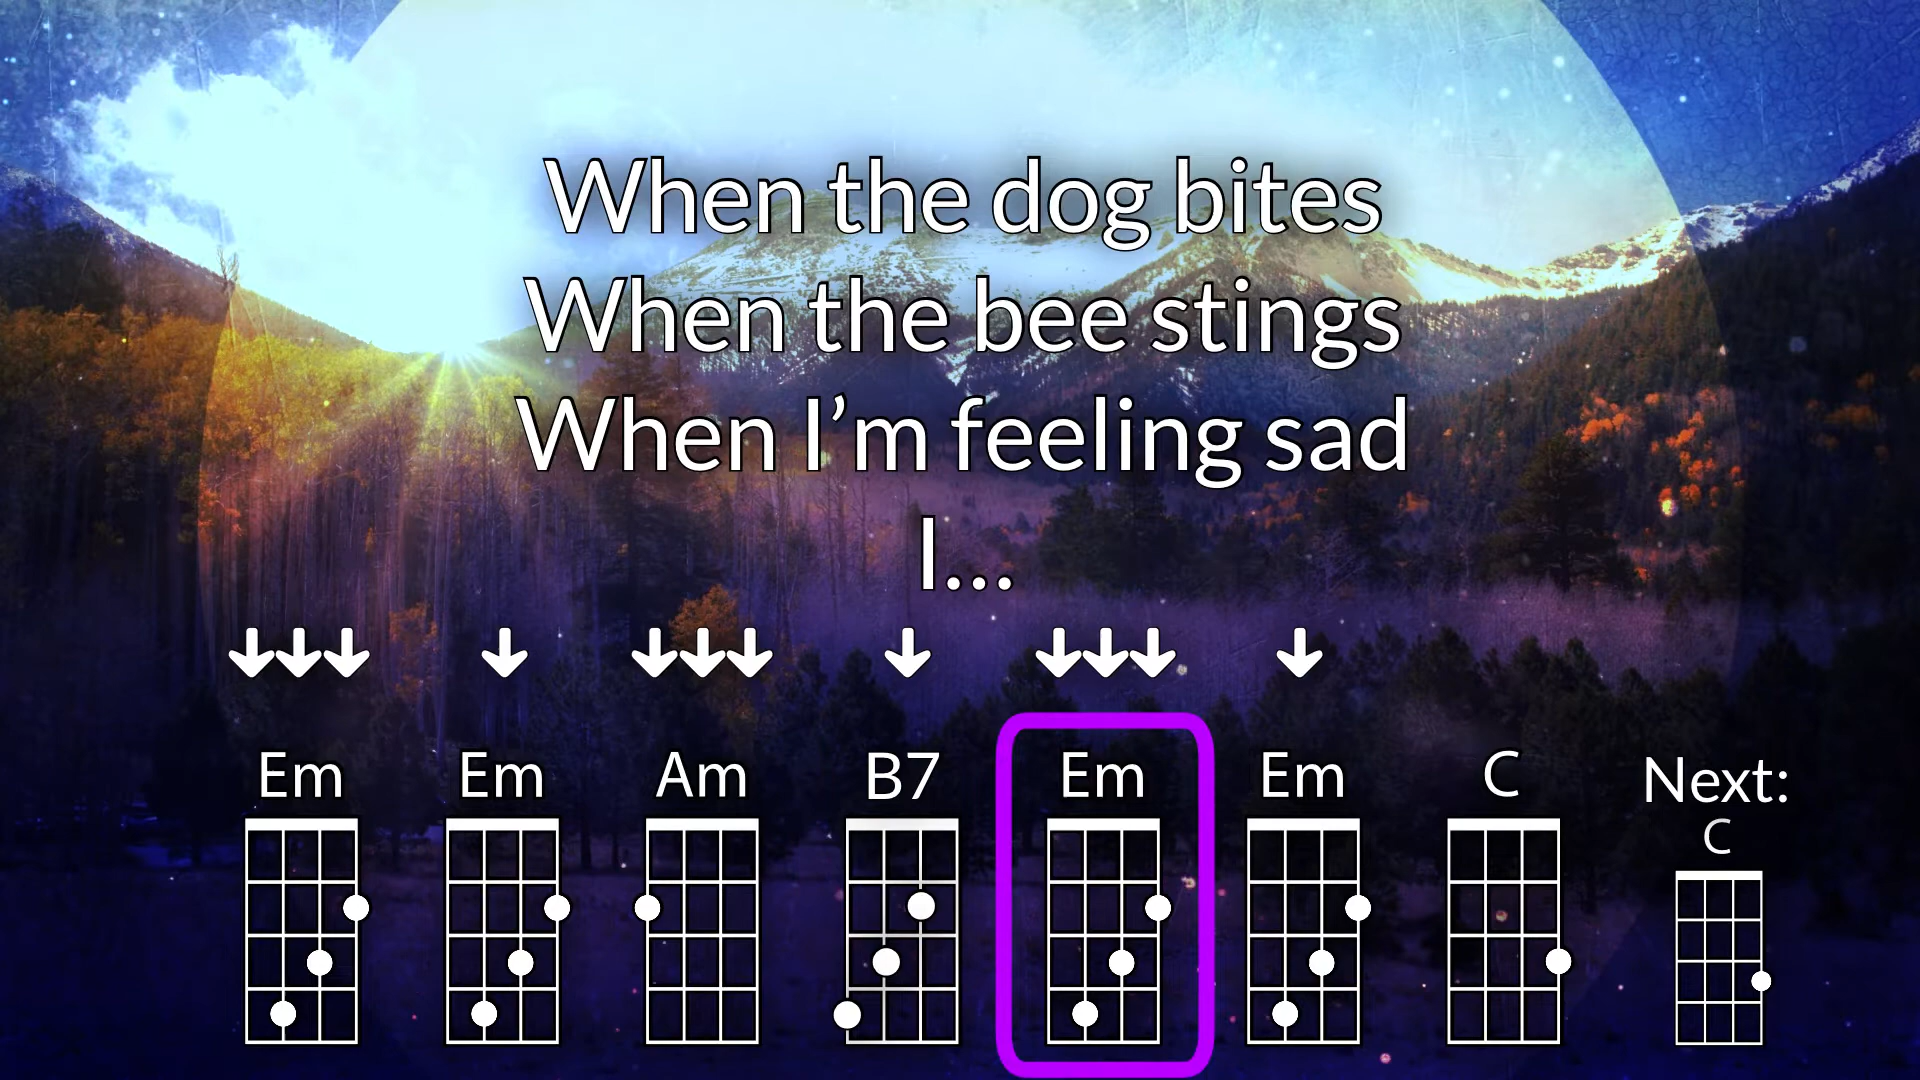 When the dog bites
When the bee stings
When I’m feeling sad
I...
Em Em Am B7 Em Em C Next:
C